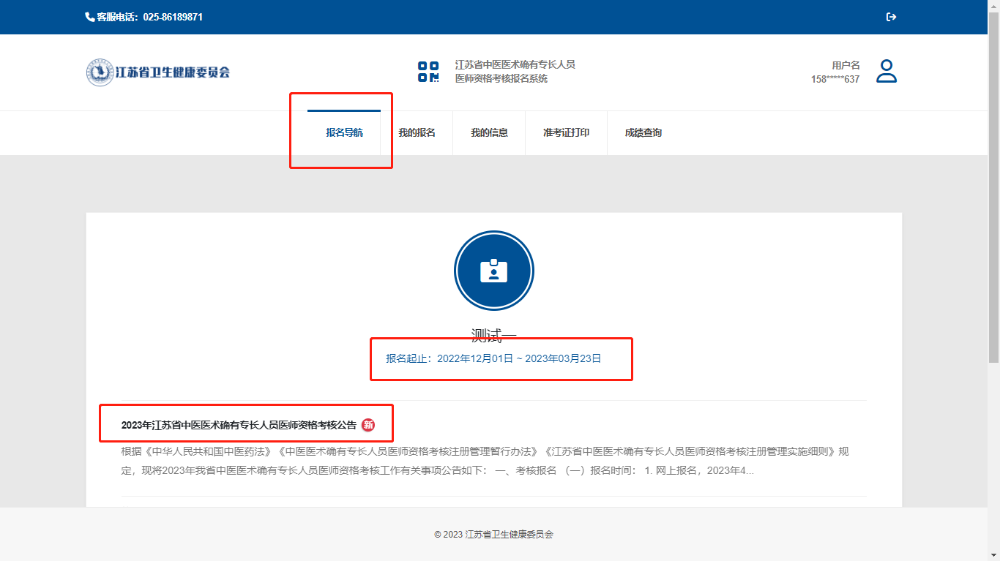 客服电话：025-86189871
江苏省卫生健康委员会
江苏省中医医术确有专长人员
医师资格考核报名系统
用户名
158*****637
报名导航
我的报名
我的信息
准考证打印
成绩查询
测试一
报名起止：2022年12月01日 ~ 2023年03月23日
2023年江苏省中医医术确有专长人员医师资格考核公告 新
根据《中华人民共和国中医药法》《中医医术确有专长人员医师资格考核注册管理暂行办法》《江苏省中医医术确有专长人员医师资格考核注册管理实施细则》规
定，现将2023年我省中医医术确有专长人员医师资格考核工作有关事项公告如下： 一、考核报名 （一）报名时间： 1. 网上报名，2023年4...
© 2023 江苏省卫生健康委员会